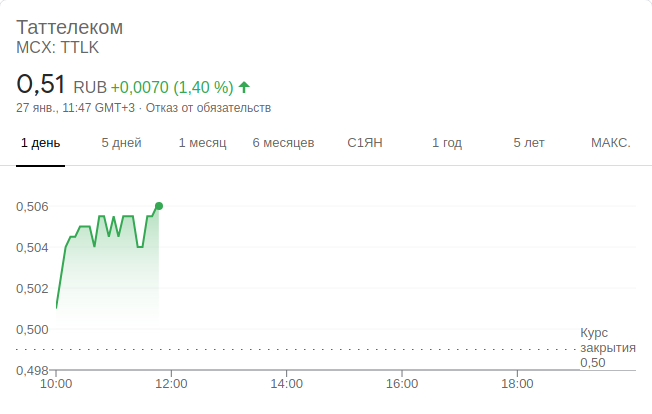 Таттелеком
MCX: TTLK
0,51 RUB +0,0070 (1,40 %)
27 янв., 11:47 GMT+3 · Отказ от обязательств
1 день 5 дней 1 месяц 6 месяцев С1ЯН 1 год 5 лет МАКС.
0,506
0,504
0,502
0,500
Курс
закрытия
0,50
0,498
10:00 12:00 14:00 16:00 18:00